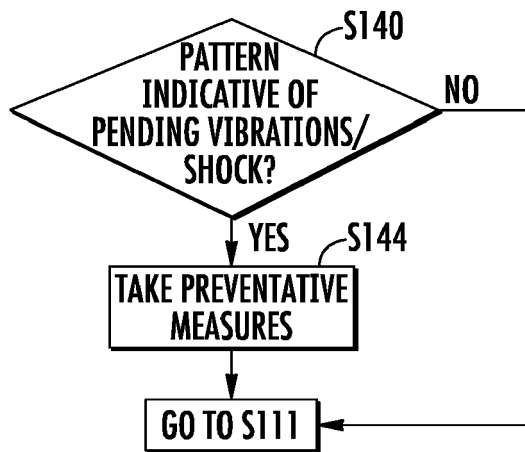 S140
PATTERN
INDICATIVE OF
PENDING VIBRATIONS/
SHOCK?
NO
YES
S144
TAKE PREVENTATIVE
MEASURES
GO TO S111